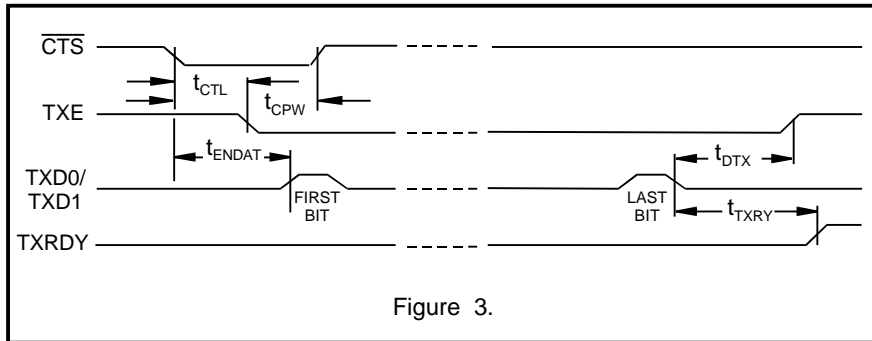 CTS
tCTL
tCPW
TXE
tENDAT
tDTX
TXD0/
TXD1
FIRST
BIT
LAST
BIT
tTXRY
TXRDY
Figure 3.